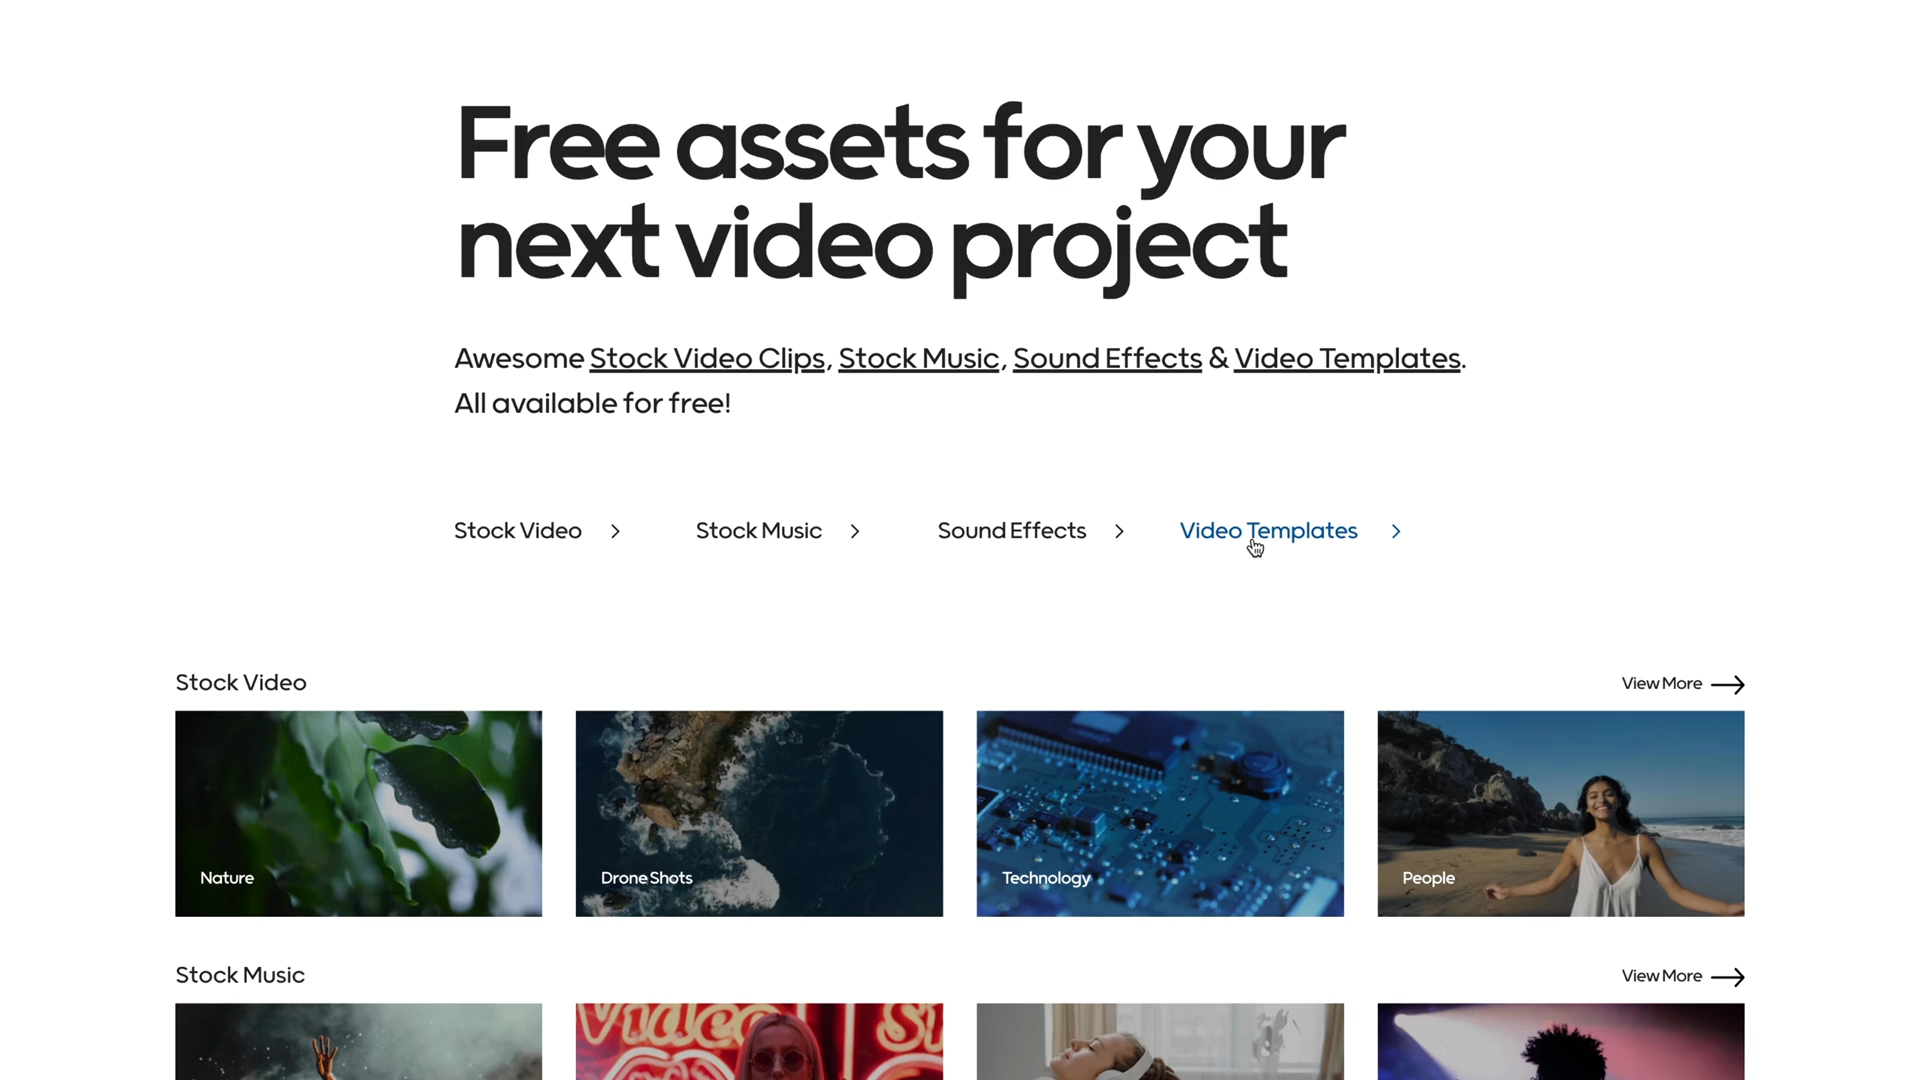 Free assets for your
next video project
Awesome Stock Video Clips, Stock Music, Sound Effects & Video Templates.
All available for free!
Stock Video
Stock Music
Sound Effects
Video Templates
Stock Video
View More
Nature
Drone Shots
Technology
People
Stock Music
View More
Video